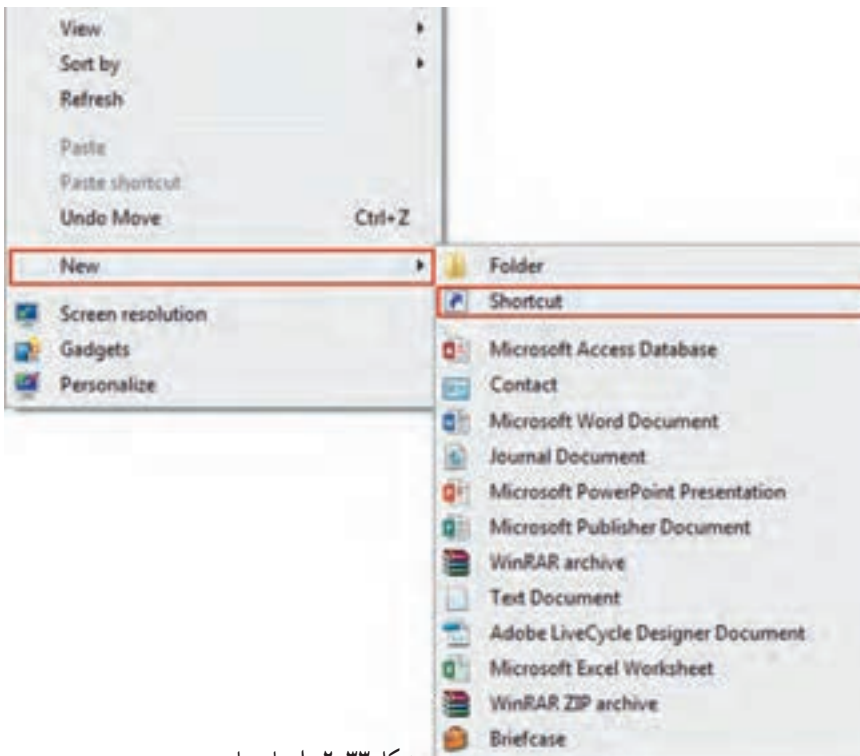 View
Sort by
Refresh
Paste
Paste shortcut
Undo Move Ctrl+Z
New
Screen resolution
Gadgets
Personalize
Folder
Shortcut
Microsoft Access Database
Contact
Microsoft Word Document
Journal Document
Microsoft PowerPoint Presentation
Microsoft Publisher Document
WinRAR archive
Text Document
Adobe LiveCycle Designer Document
Microsoft Excel Worksheet
WinRAR ZIP archive
Briefcase
۲-۳۳